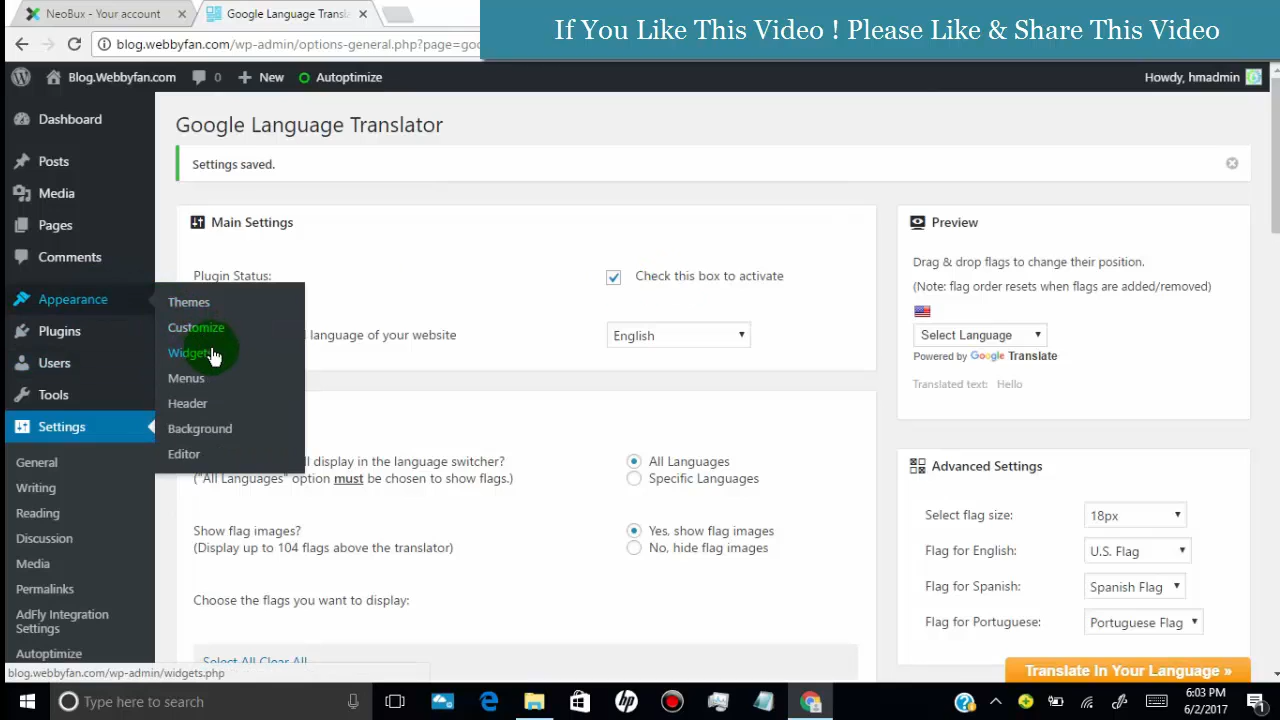 NeoBux — Your account
Google Language Transl
If You Like This Video ! Please Like & Share This Video
blog.webbyfan.com/wp-admin/options-general.php?page=goo
Blog.Webbyfan.com
0
New
Autoptimize
Howdy, hmadmin
Dashboard
Posts
Media
Pages
Comments
Appearance
Plugins
Users
Tools
Settings
General
Writing
Reading
Discussion
Media
Permalinks
AdFly Integration
Settings
Autoptimize
Themes
Customize
Widgets
Menus
Header
Background
Editor
Google Language Translator
Settings saved.
Main Settings
Plugin Status:
Check this box to activate
l language of your website
English
ll display in the language switcher?
("All Languages" option must be chosen to show flags.)
All Languages
Specific Languages
Show flag images?
(Display up to 104 flags above the translator)
Yes, show flag images
No, hide flag images
Choose the flags you want to display:
Select All Clear All
Preview
Drag & drop flags to change their position.
(Note: flag order resets when flags are added/removed)
Select Language
Powered by Google Translate
Translated text: Hello
Advanced Settings
Select flag size:
18px
Flag for English:
U.S. Flag
Flag for Spanish:
Spanish Flag
Flag for Portuguese:
Portuguese Flag
Translate In Your Language »
blog.webbyfan.com/wp-admin/widgets.php
Type here to search
6:03 PM
6/2/2017